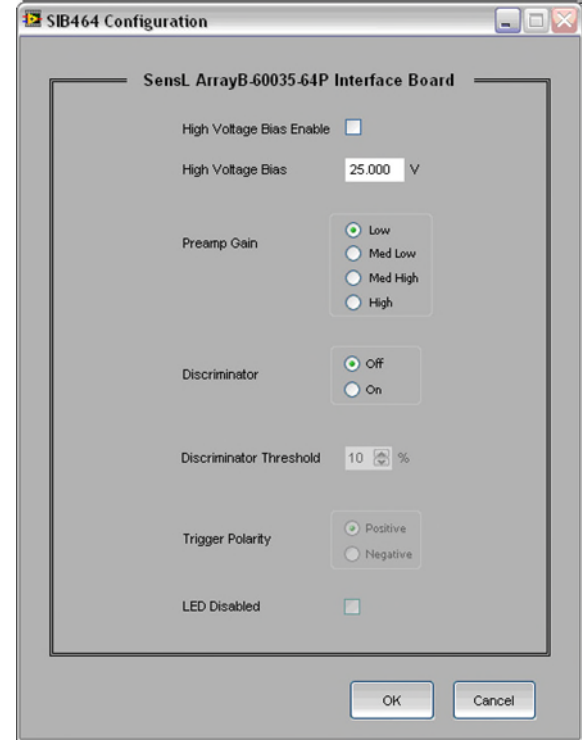 SIB464 Configuration
SensL ArrayB-60035-64P Interface Board
High Voltage Bias Enable
High Voltage Bias 25.000 V
Preamp Gain
Low
Med Low
Med High
High
Discriminator
Off
On
Discriminator Threshold 10 %
Trigger Polarity
Positive
Negative
LED Disabled
OK Cancel